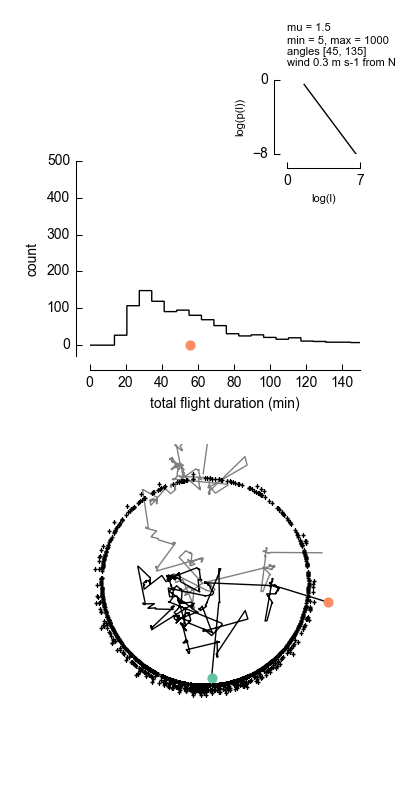 mu = 1.5
min = 5, max = 1000
angles [45, 135]
wind 0.3 m s-1 from N
0
log(p(l))
−8
0 7
log(l)
500
400
300
count
200
100
0
0 20 40 60 80 100 120 140
total flight duration (min)